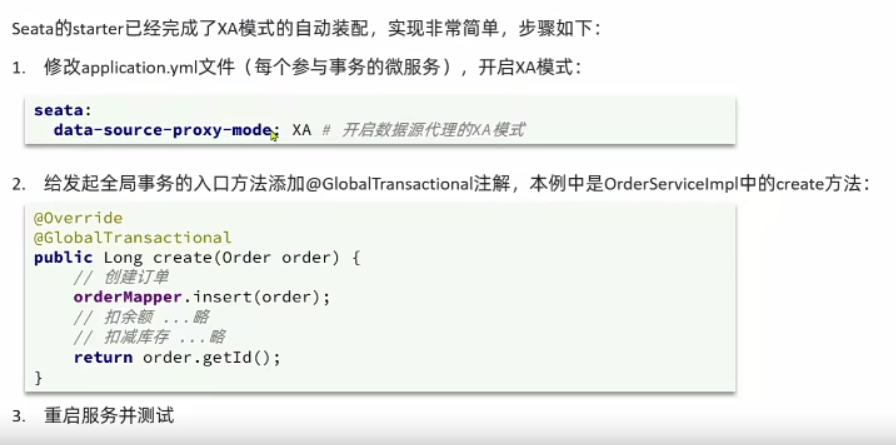 Seata的starter已经完成了XA模式的自动装配，实现非常简单，步骤如下：
1. 修改application.yml文件（每个参与事务的微服务），开启XA模式：
seata:
  data-source-proxy-mode: XA # 开启数据源代理的XA模式
2. 给发起全局事务的入口方法添加@GlobalTransactional注解，本例中是OrderServiceImpl中的create方法：
@Override
@GlobalTransactional
public Long create(Order order) {
    // 创建订单
    orderMapper.insert(order);
    // 扣余额 ...略
    // 扣减库存 ...略
    return order.getId();
}
3. 重启服务并测试